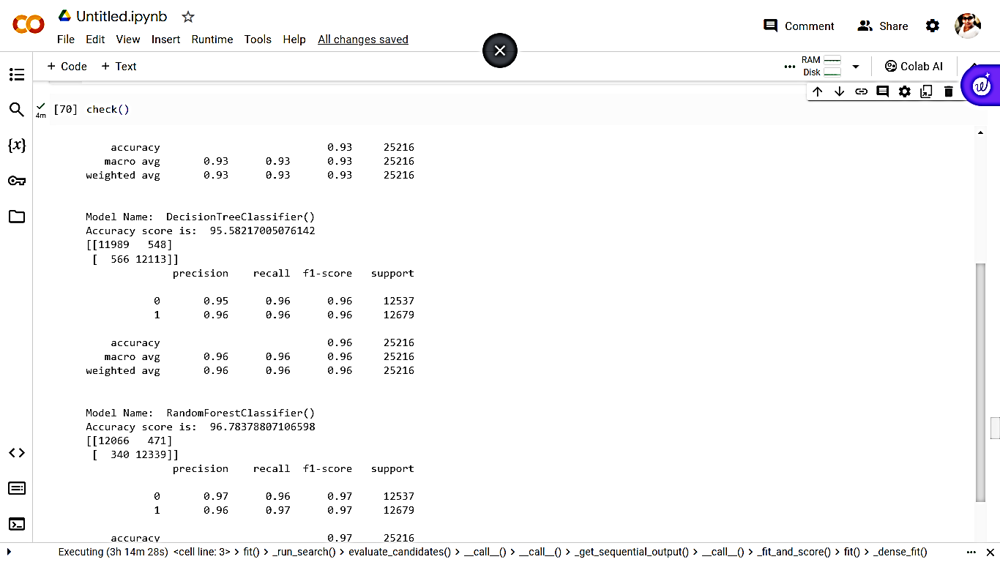 Untitled.ipynb
File Edit View Insert Runtime Tools Help All changes saved
Comment Share
+ Code + Text
RAM
Disk
Colab AI
4m
[70] check()
{x}
accuracy 0.93 25216
macro avg 0.93 0.93 0.93 25216
weighted avg 0.93 0.93 0.93 25216
Model Name: DecisionTreeClassifier()
Accuracy score is: 95.58217005076142
[[11989 548]
[ 566 12113]]
precision recall f1-score support
0 0.95 0.96 0.96 12537
1 0.96 0.96 0.96 12679
accuracy 0.96 25216
macro avg 0.96 0.96 0.96 25216
weighted avg 0.96 0.96 0.96 25216
Model Name: RandomForestClassifier()
Accuracy score is: 96.78378807106598
[[12066 471]
[ 340 12339]]
precision recall f1-score support
0 0.97 0.96 0.97 12537
1 0.96 0.97 0.97 12679
accuracy 0.97 25216
Executing (3h 14m 28s) <cell line: 3> > fit() > _run_search() > evaluate_candidates() > __call__() > __call__() > _get_sequential_output() > __call__() > _fit_and_score() > fit() > _dense_fit()